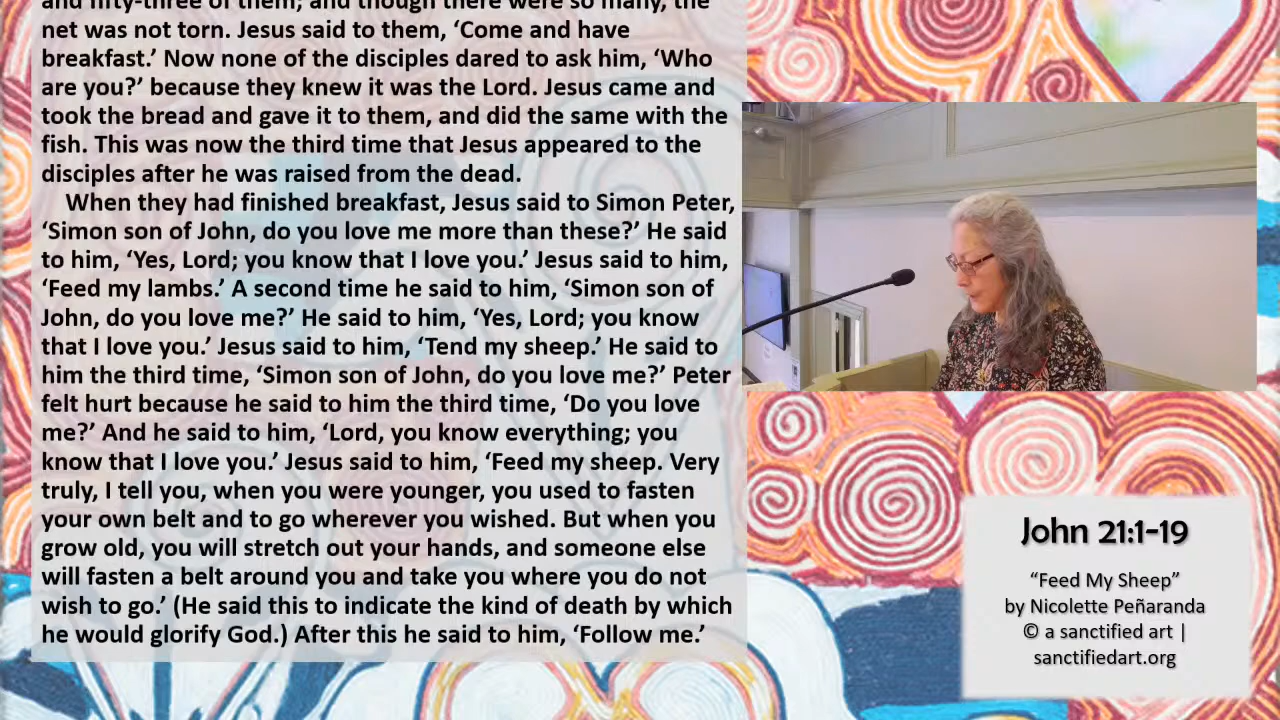 and fifty-three of them; and though there were so many, the
net was not torn. Jesus said to them, ‘Come and have
breakfast.’ Now none of the disciples dared to ask him, ‘Who
are you?’ because they knew it was the Lord. Jesus came and
took the bread and gave it to them, and did the same with the
fish. This was now the third time that Jesus appeared to the
disciples after he was raised from the dead.
When they had finished breakfast, Jesus said to Simon Peter,
‘Simon son of John, do you love me more than these?’ He said
to him, ‘Yes, Lord; you know that I love you.’ Jesus said to him,
‘Feed my lambs.’ A second time he said to him, ‘Simon son of
John, do you love me?’ He said to him, ‘Yes, Lord; you know
that I love you.’ Jesus said to him, ‘Tend my sheep.’ He said to
him the third time, ‘Simon son of John, do you love me?’ Peter
felt hurt because he said to him the third time, ‘Do you love
me?’ And he said to him, ‘Lord, you know everything; you
know that I love you.’ Jesus said to him, ‘Feed my sheep. Very
truly, I tell you, when you were younger, you used to fasten
your own belt and to go wherever you wished. But when you
grow old, you will stretch out your hands, and someone else
will fasten a belt around you and take you where you do not
wish to go.’ (He said this to indicate the kind of death by which
he would glorify God.) After this he said to him, ‘Follow me.’
John 21:1-19
“Feed My Sheep”
by Nicolette Peñaranda
© a sanctified art |
sanctifiedart.org